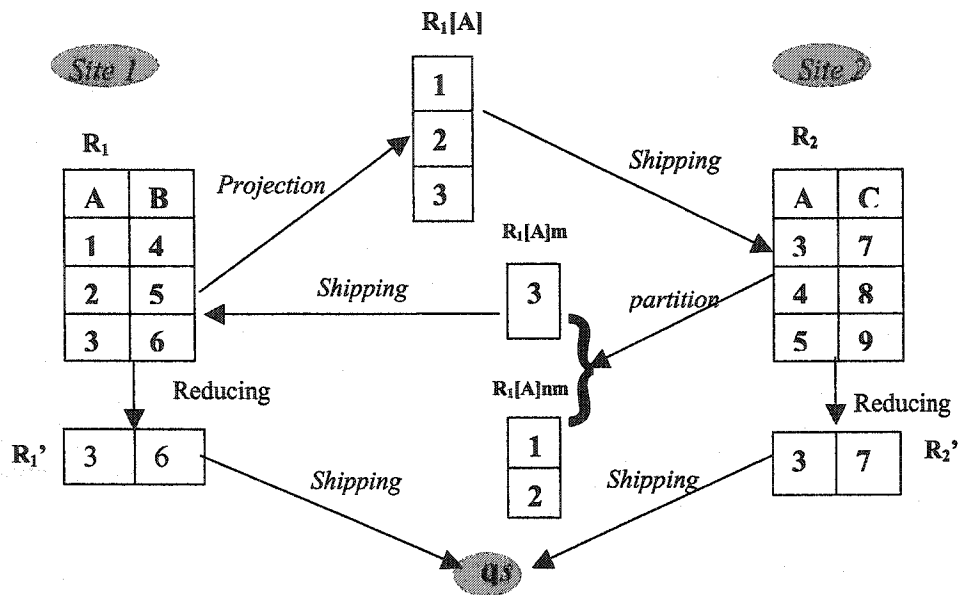 R₁[A]
Site 1
Site 2
1
2
3
R₁
R₂
Projection
Shipping
A B
1 4
2 5
3 6
A C
3 7
4 8
5 9
R₁[A]m
3
Shipping
partition
R₁[A]nm
1
2
Reducing
Reducing
R₁’
3 6
3 7
R₂’
Shipping
Shipping
qs